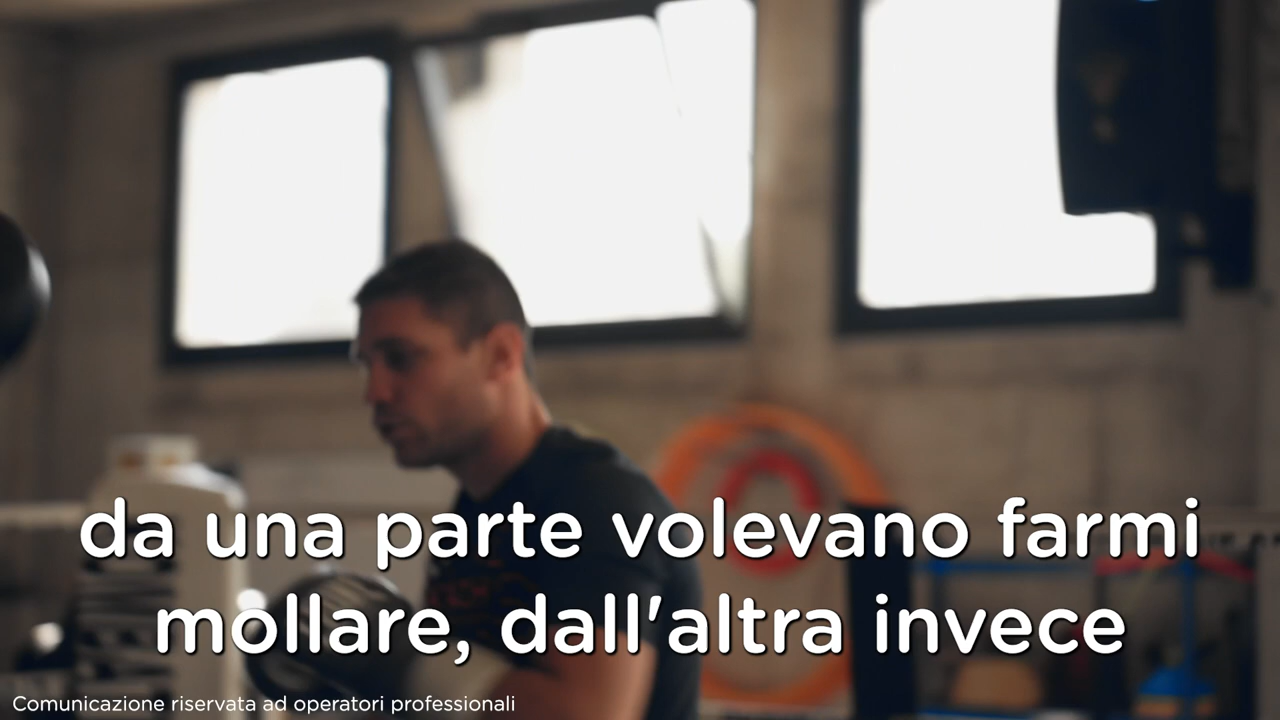 da una parte volevano farmi
mollare, dall'altra invece
Comunicazione riservata ad operatori professionali